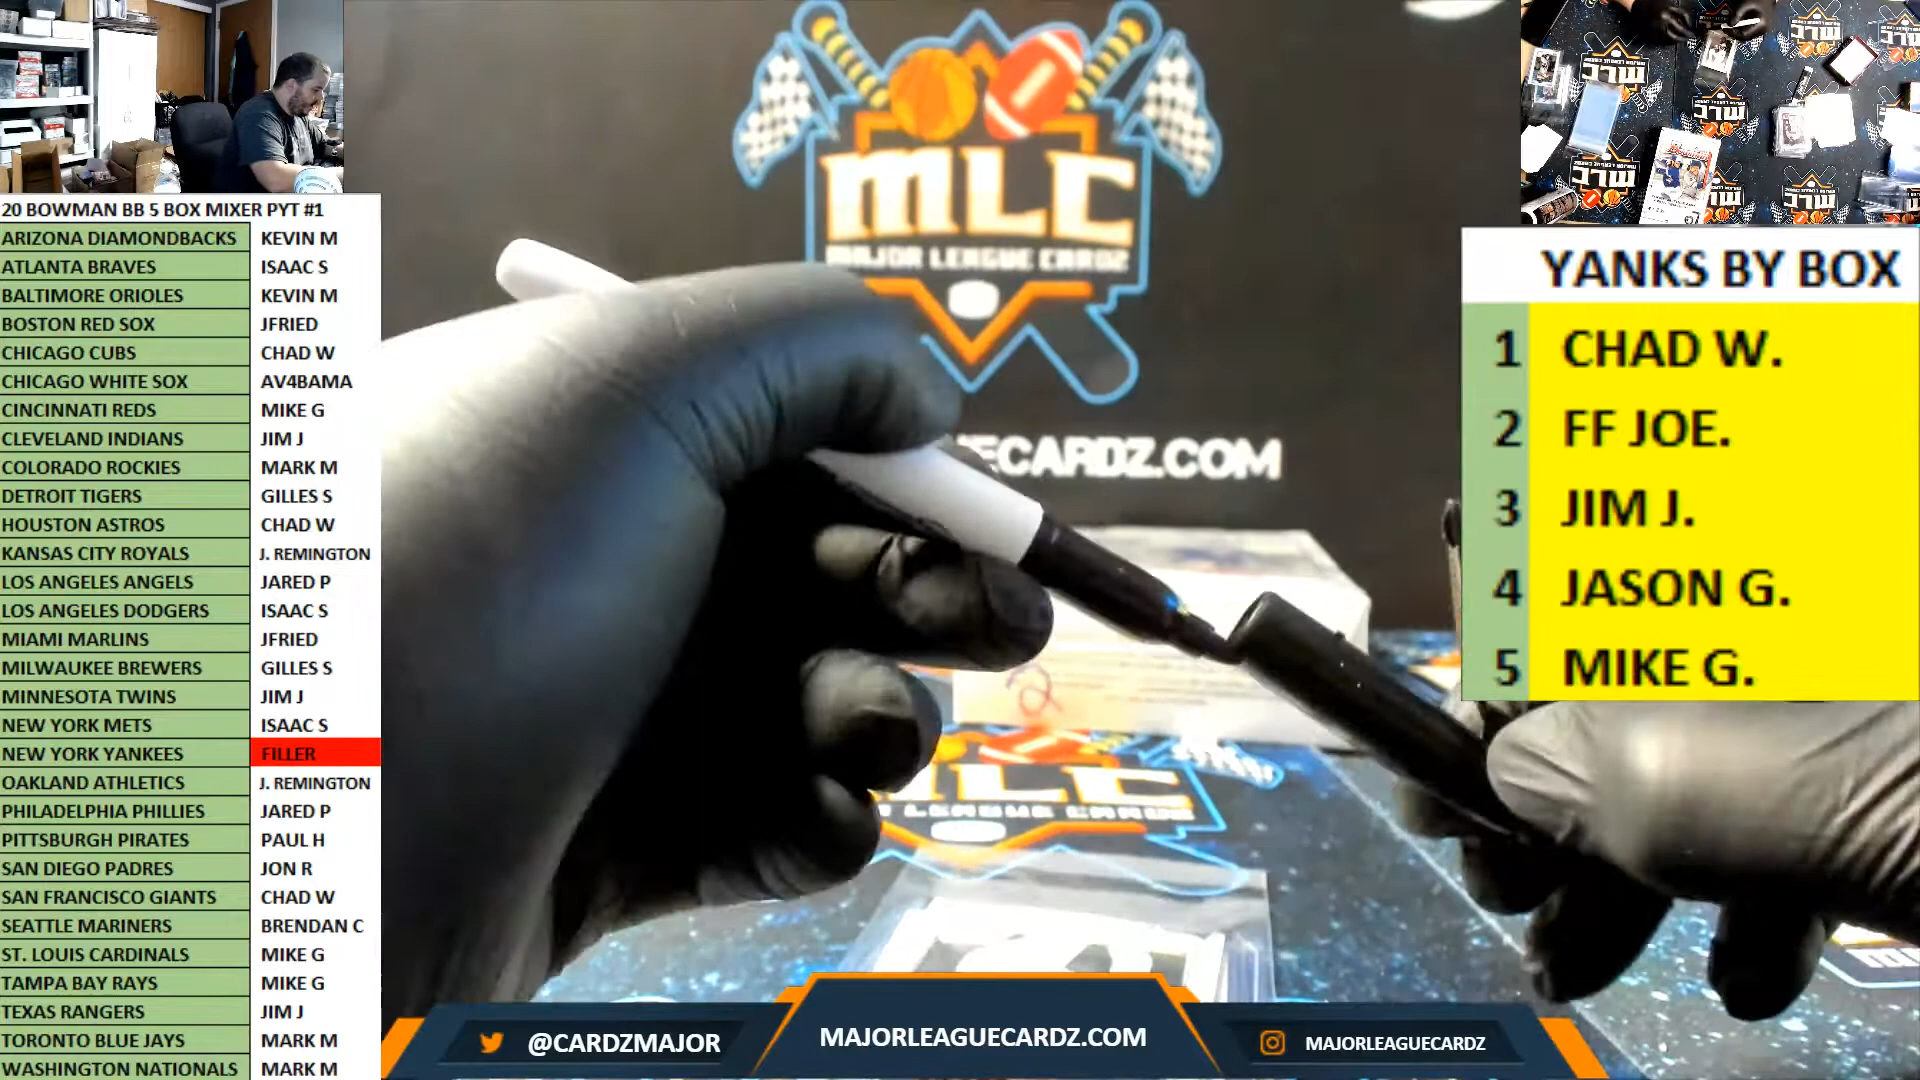 20 BOWMAN BB 5 BOX MIXER PYT #1
ARIZONA DIAMONDBACKS KEVIN M
ATLANTA BRAVES ISAAC S
BALTIMORE ORIOLES KEVIN M
BOSTON RED SOX JFRIED
CHICAGO CUBS CHAD W
CHICAGO WHITE SOX AV4BAMA
CINCINNATI REDS MIKE G
CLEVELAND INDIANS JIM J
COLORADO ROCKIES MARK M
DETROIT TIGERS GILLES S
HOUSTON ASTROS CHAD W
KANSAS CITY ROYALS J. REMINGTON
LOS ANGELES ANGELS JARED P
LOS ANGELES DODGERS ISAAC S
MIAMI MARLINS JFRIED
MILWAUKEE BREWERS GILLES S
MINNESOTA TWINS JIM J
NEW YORK METS ISAAC S
NEW YORK YANKEES FILLER
OAKLAND ATHLETICS J. REMINGTON
PHILADELPHIA PHILLIES JARED P
PITTSBURGH PIRATES PAUL H
SAN DIEGO PADRES JON R
SAN FRANCISCO GIANTS CHAD W
SEATTLE MARINERS BRENDAN C
ST. LOUIS CARDINALS MIKE G
TAMPA BAY RAYS MIKE G
TEXAS RANGERS JIM J
TORONTO BLUE JAYS MARK M
WASHINGTON NATIONALS MARK M
MLC
MAJOR LEAGUE CARDZ
ECARDZ.COM
2
MLC
YANKS BY BOX
1 CHAD W.
2 FF JOE.
3 JIM J.
4 JASON G.
5 MIKE G.
@CARDZMAJOR
MAJORLEAGUECARDZ.COM
MAJORLEAGUECARDZ